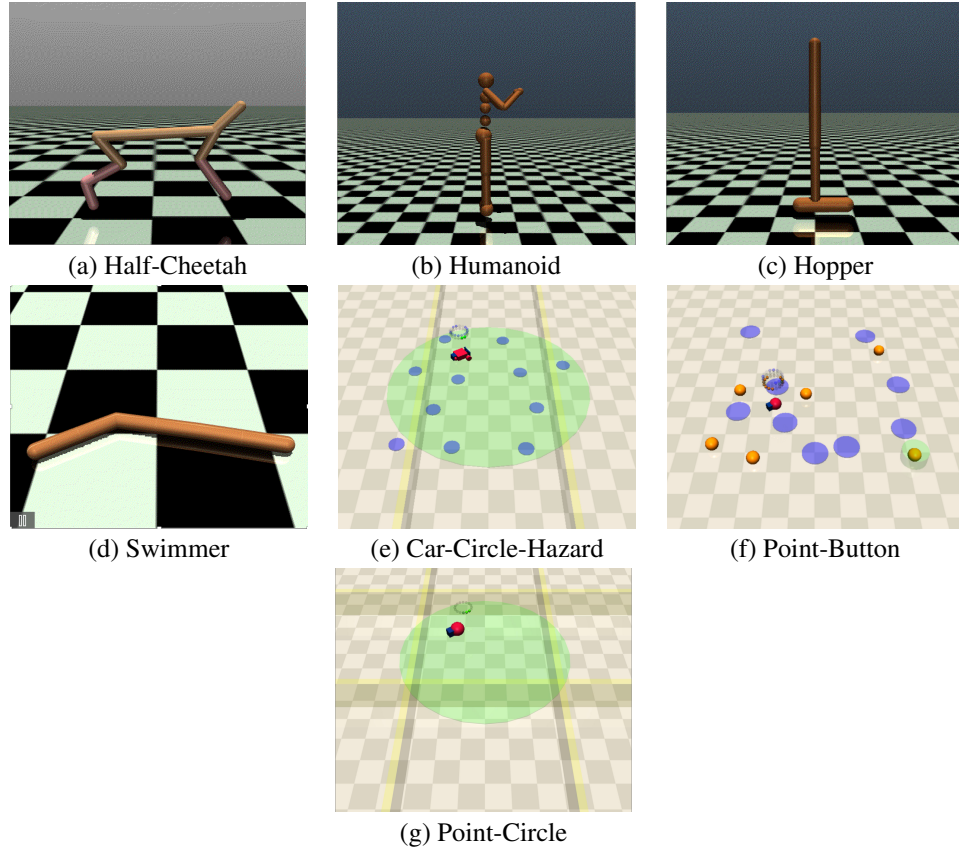 (a) Half-Cheetah
(b) Humanoid
(c) Hopper
(d) Swimmer
(e) Car-Circle-Hazard
(f) Point-Button
(g) Point-Circle